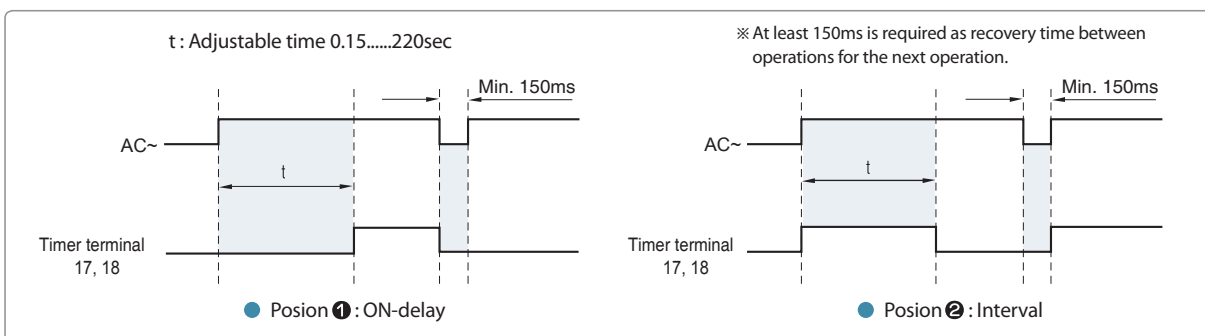 t : Adjustable time 0.15......220sec
Min. 150ms
AC~
t
Timer terminal
17, 18
Posion ❶ : ON-delay
※ At least 150ms is required as recovery time between
operations for the next operation.
Min. 150ms
AC~
t
Timer terminal
17, 18
Posion ❷ : Interval